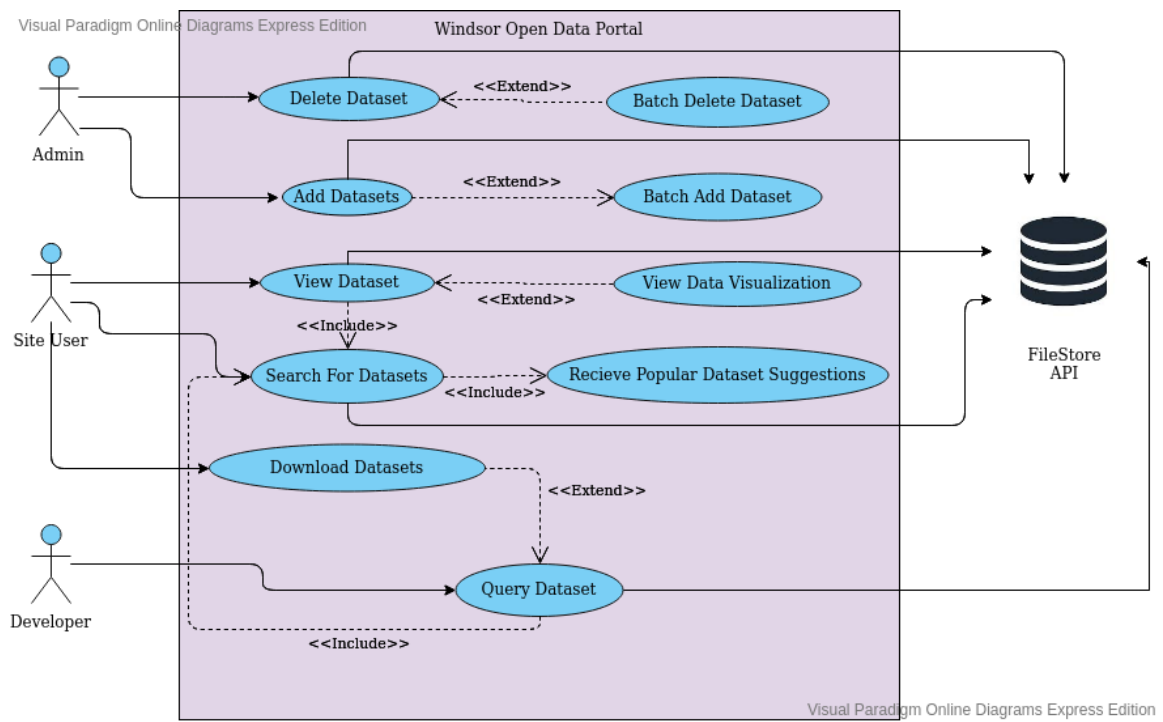 Visual Paradigm Online Diagrams Express Edition
Windsor Open Data Portal
Admin
Delete Dataset
<<Extend>>
Batch Delete Dataset
Add Datasets
<<Extend>>
Batch Add Dataset
Site User
View Dataset
<<Extend>>
View Data Visualization
<<Include>>
FileStore
API
Search For Datasets
<<Include>>
Recieve Popular Dataset Suggestions
Download Datasets
<<Extend>>
Developer
Query Dataset
<<Include>>
Visual Paradigm Online Diagrams Express Edition